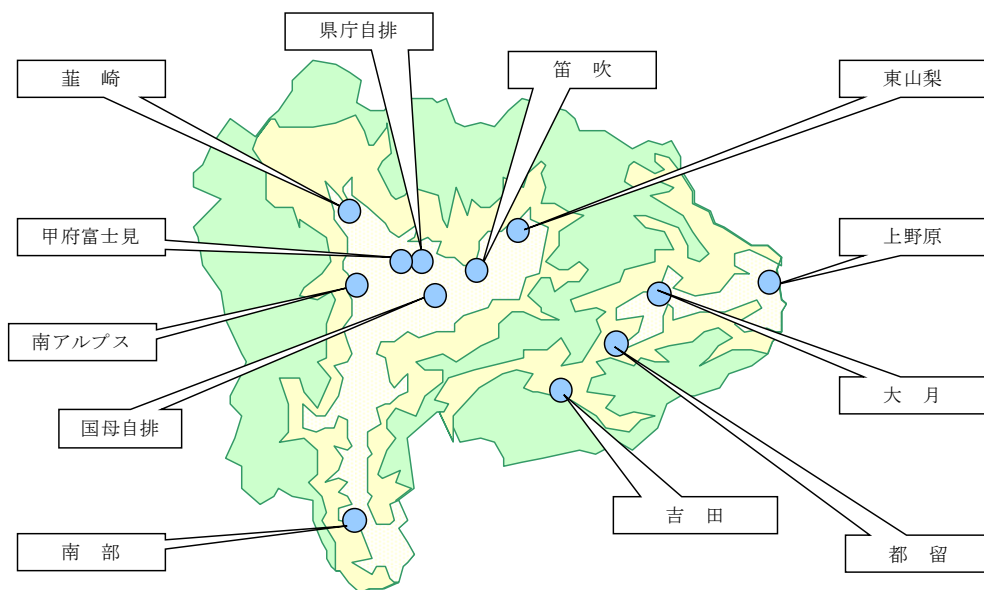 県庁自排
韮　崎
笛　吹
東山梨
甲府富士見
上野原
南アルプス
大　月
国母自排
吉　田
南　部
都　留